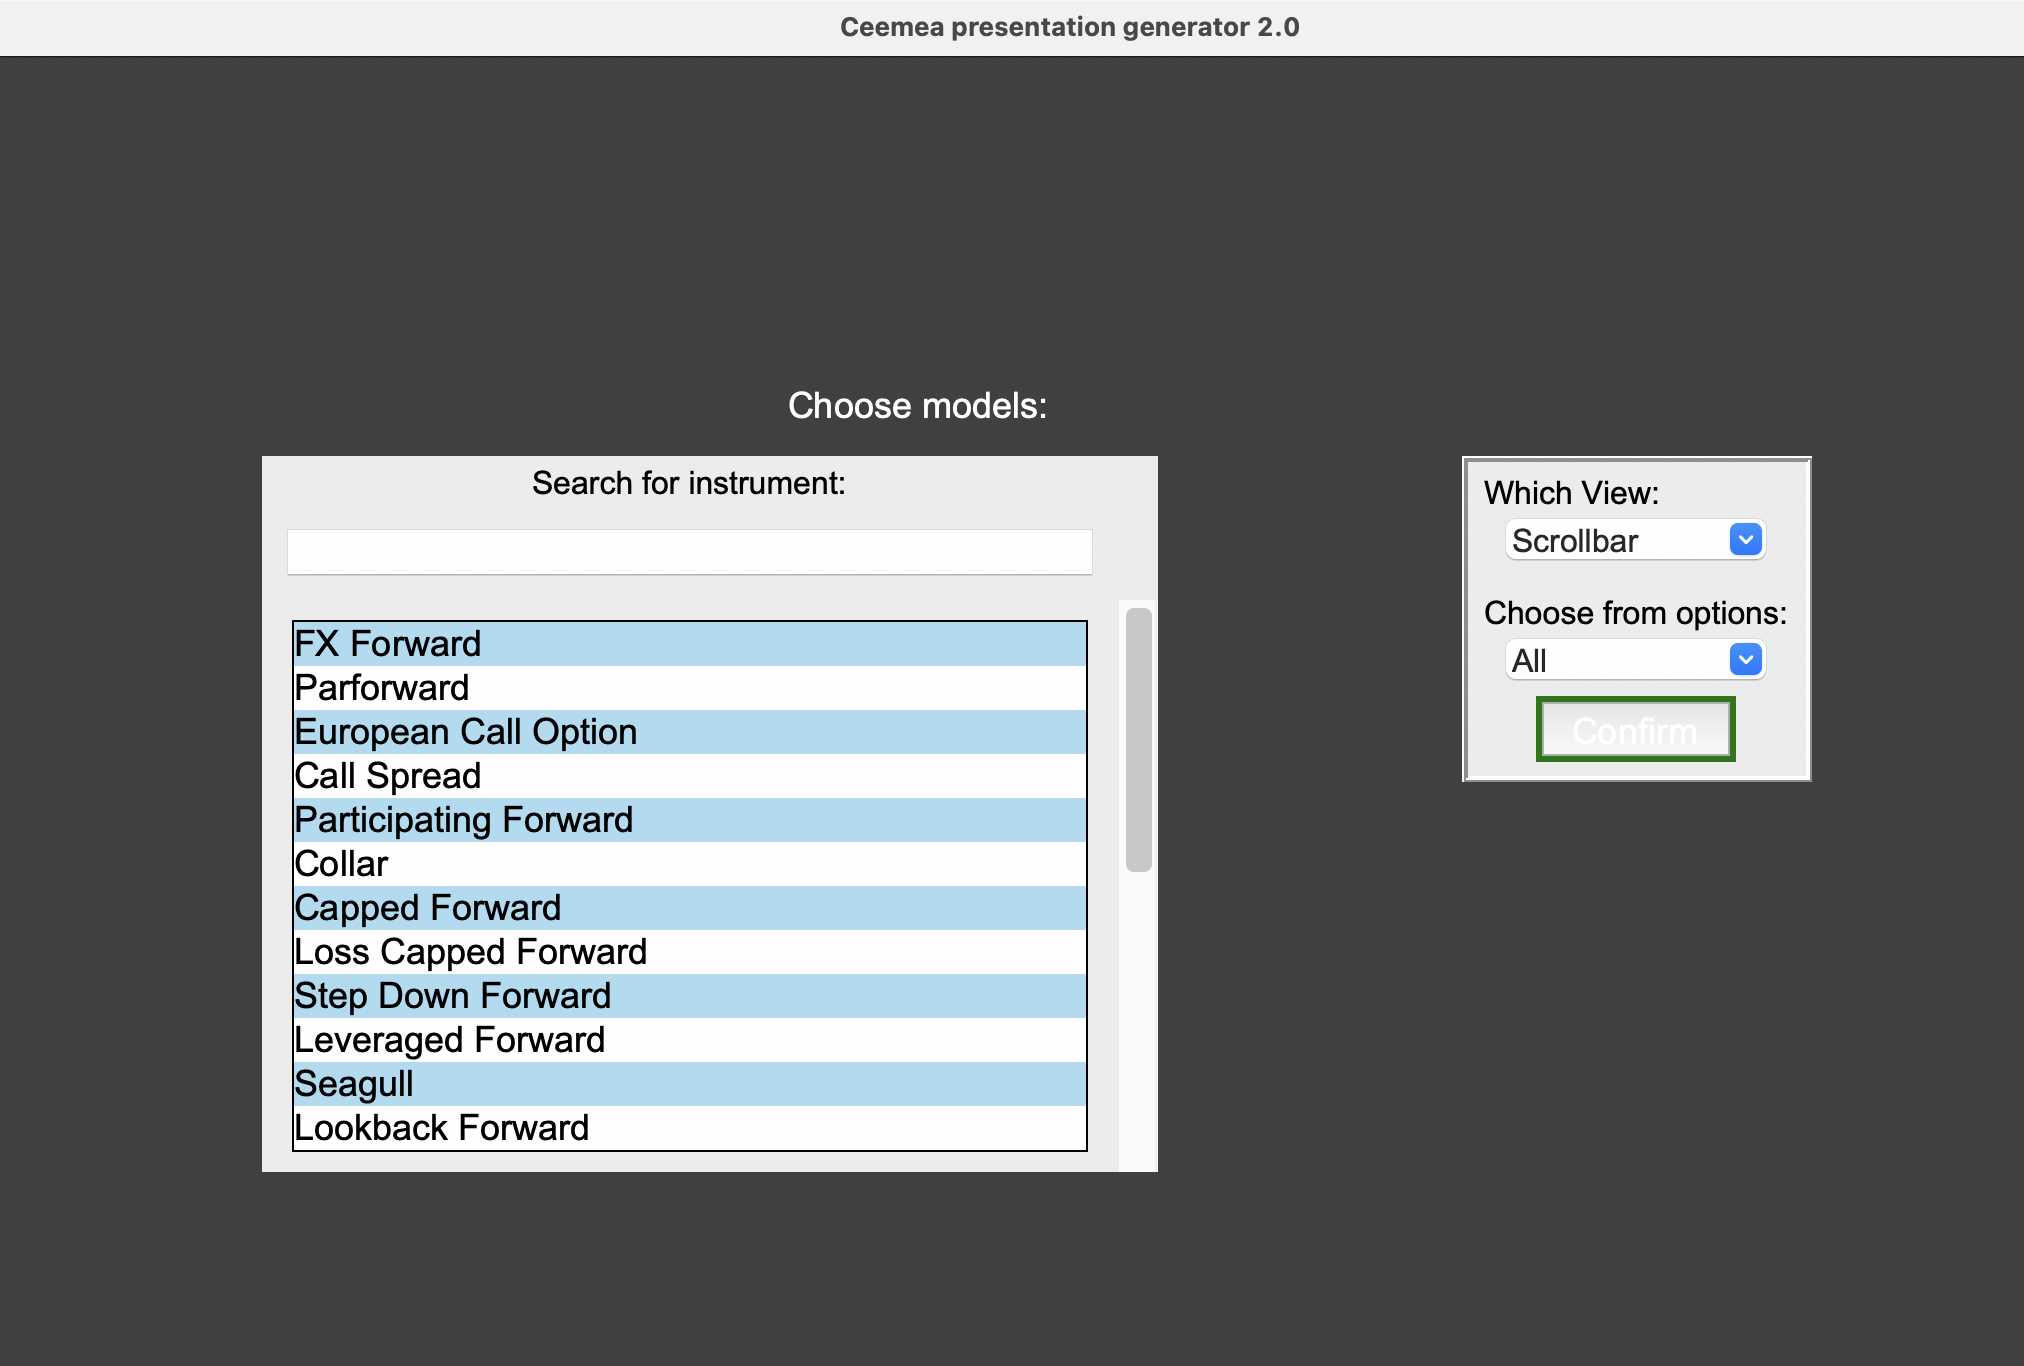 Ceemea presentation generator 2.0
Choose models:
Search for instrument:
FX Forward
Parforward
European Call Option
Call Spread
Participating Forward
Collar
Capped Forward
Loss Capped Forward
Step Down Forward
Leveraged Forward
Seagull
Lookback Forward
Which View:
Scrollbar
Choose from options:
All
Confirm